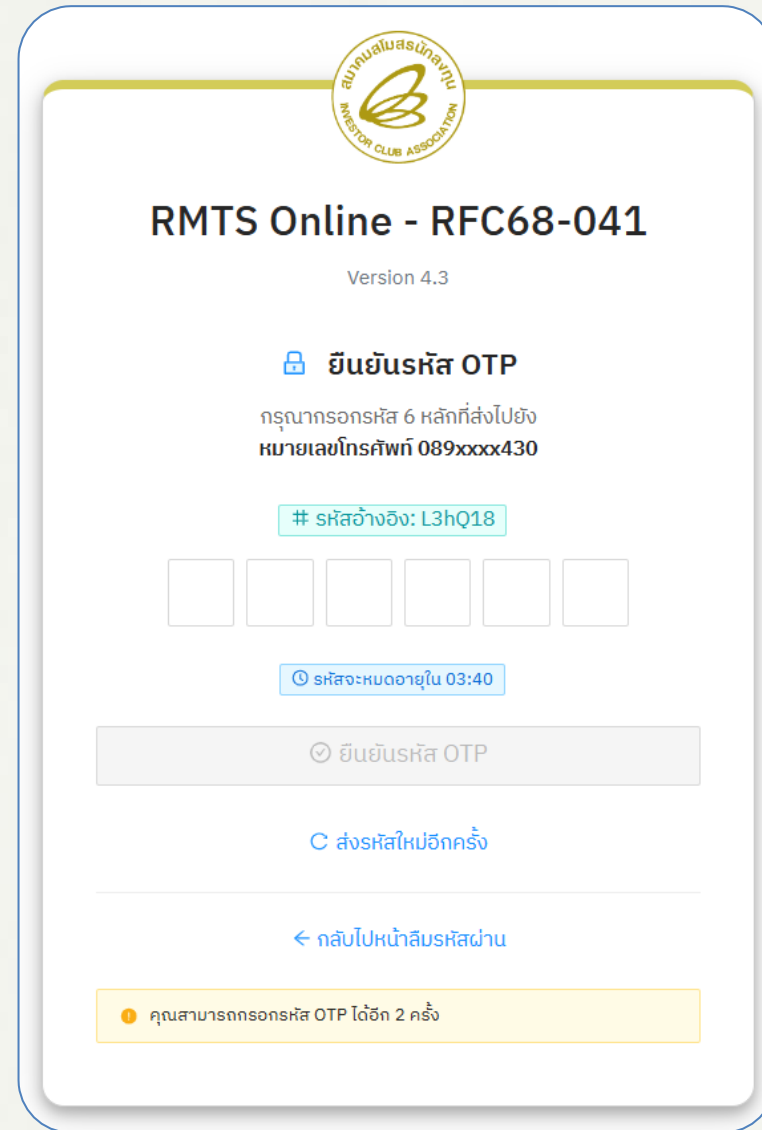 สมาคมสโมสรนักลงทุน
INVESTOR CLUB ASSOCIATION
RMTS Online - RFC68-041
Version 4.3
ยืนยันรหัส OTP
กรุณากรอกรหัส 6 หลักที่ส่งไปยัง
หมายเลขโทรศัพท์ 089xxxx430
# รหัสอ้างอิง: L3hQ18
รหัสจะหมดอายุใน 03:40
ยืนยันรหัส OTP
ส่งรหัสใหม่อีกครั้ง
← กลับไปหน้าลืมรหัสผ่าน
คุณสามารถกรอกรหัส OTP ได้อีก 2 ครั้ง